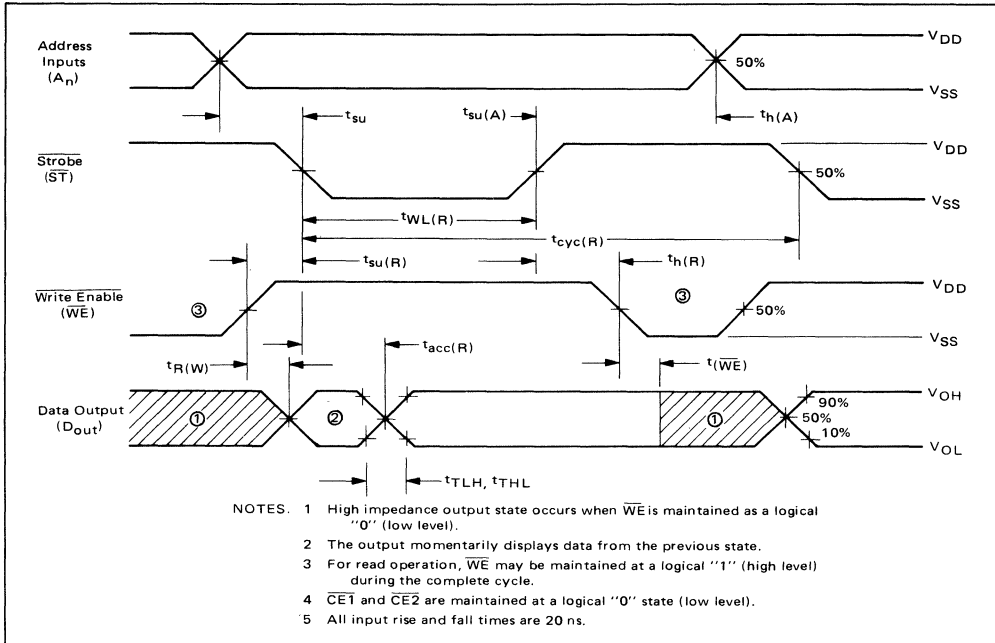 Address
Inputs
(An)
VDD
50%
VSS
tsu
tsu(A)
th(A)
Strobe
(ST)
VDD
50%
VSS
tWL(R)
tcyc(R)
tsu(R)
th(R)
Write Enable
(WE)
③
③
VDD
50%
VSS
tR(W)
tacc(R)
t(WE)
Data Output
(Dout)
①
②
①
VOH
90%
50%
10%
VOL
tTLH, tTHL
NOTES. 1 High impedance output state occurs when WE is maintained as a logical
"0" (low level).
2 The output momentarily displays data from the previous state.
3 For read operation, WE may be maintained at a logical "1" (high level)
during the complete cycle.
4 CE1 and CE2 are maintained at a logical "0" state (low level).
5 All input rise and fall times are 20 ns.